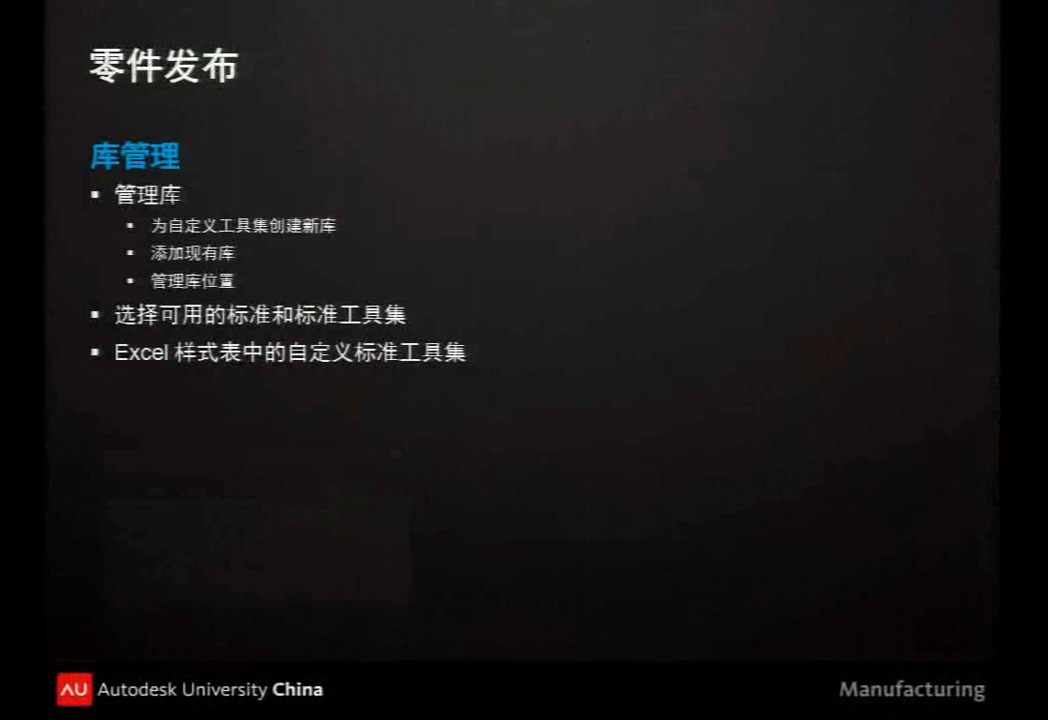 零件发布
库管理
▪ 管理库
▪ 为自定义工具集创建新库
▪ 添加现有库
▪ 管理库位置
▪ 选择可用的标准和标准工具集
▪ Excel 样式表中的自定义标准工具集
AU Autodesk University China
Manufacturing